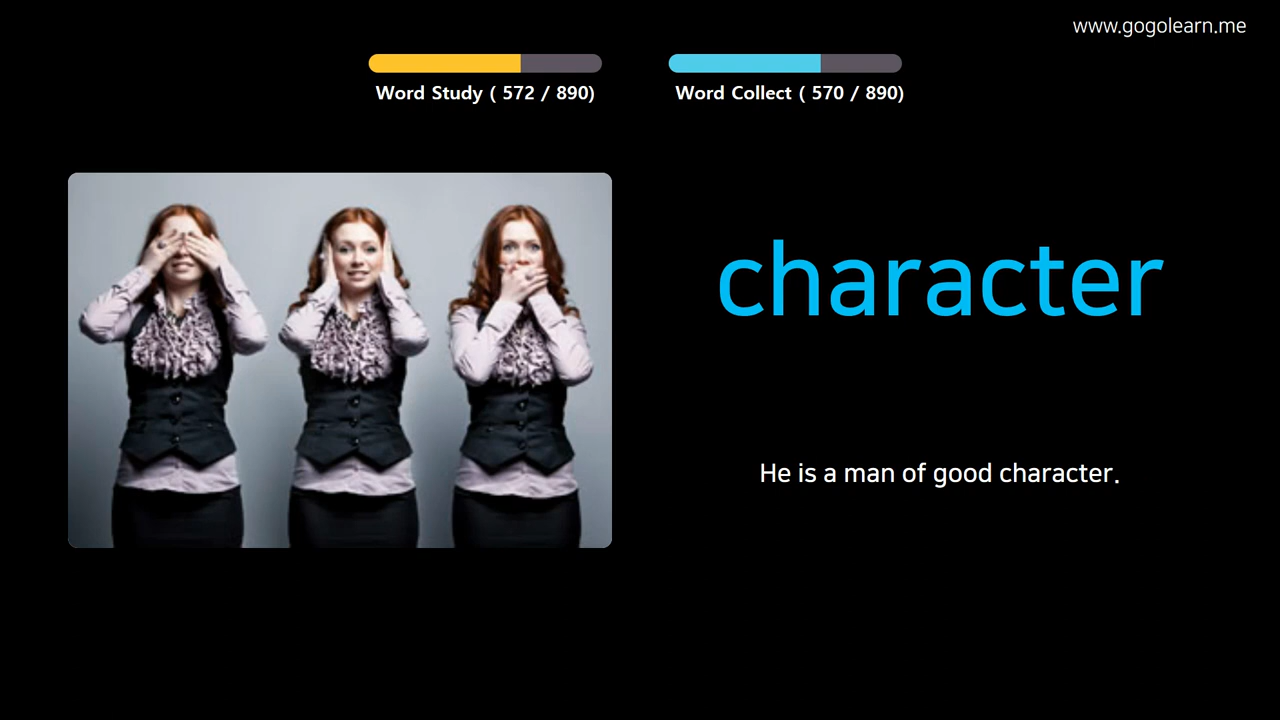 www.gogolearn.me
Word Study ( 572 / 890)
Word Collect ( 570 / 890)
character
He is a man of good character.